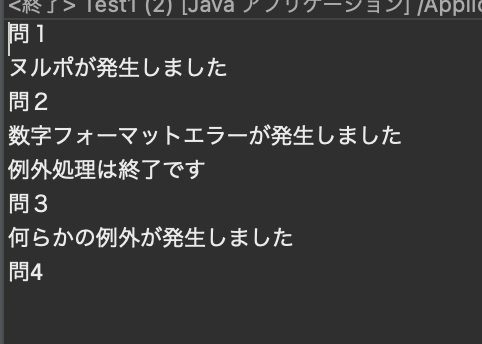 <終了> Test1 (2) [Java アプリケーション] /Applic
問１
ヌルポが発生しました
問２
数字フォーマットエラーが発生しました
例外処理は終了です
問３
何らかの例外が発生しました
問4